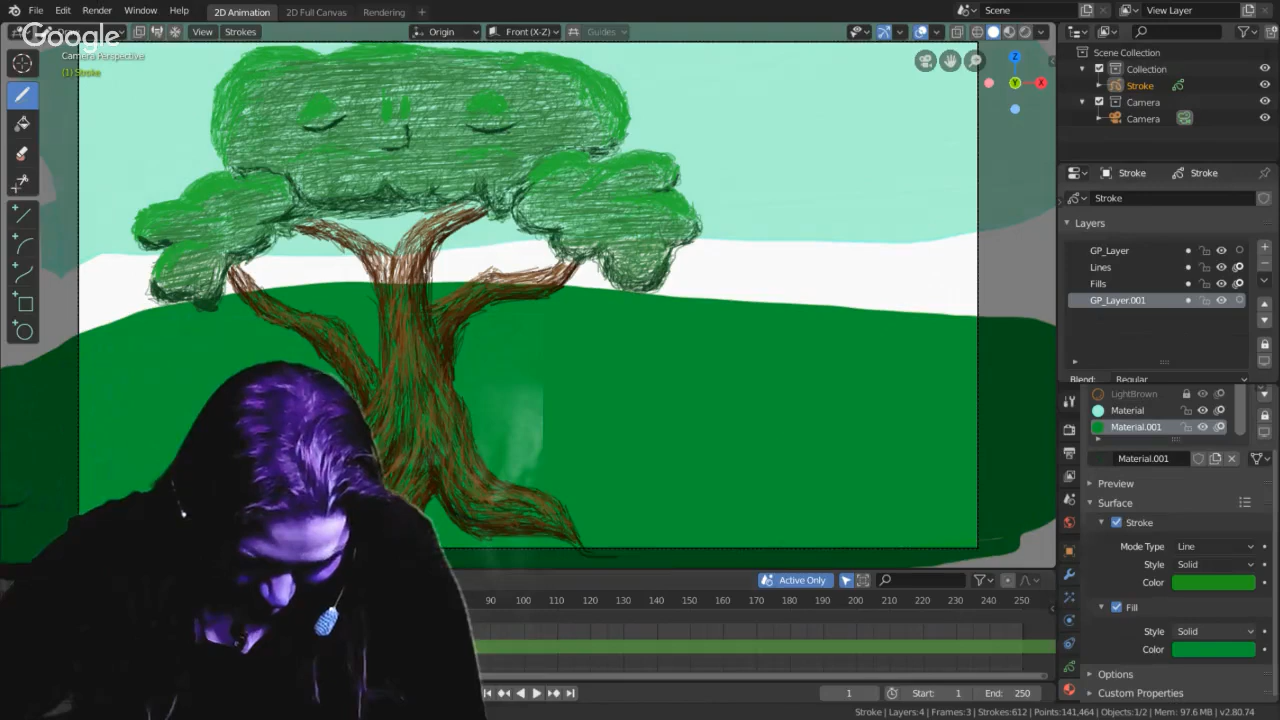 File Edit Render Window Help 2D Animation 2D Full Canvas Rendering + Scene View Layer
Google
View Strokes Origin Front (X-Z) Guides
Camera Perspective
(1) Stroke
Z
Y
X
Scene Collection
Collection
Stroke
Camera
Camera
Stroke Stroke
Stroke
Layers
GP_Layer
Lines
Fills
GP_Layer.001
Blend: Regular
LightBrown
Material
Material.001
Material.001
Preview
Surface
Stroke
Mode Type Line
Style Solid
Color
Fill
Style Solid
Color
Options
Custom Properties
Active Only
90 100 110 120 130 140 150 160 170 180 190 200 210 220 230 240 250
1 Start: 1 End: 250
Stroke | Layers:4 | Frames:3 | Strokes:612 | Points:141,464 | Objects:1/2 | Mem: 97.6 MB | v2.80.74